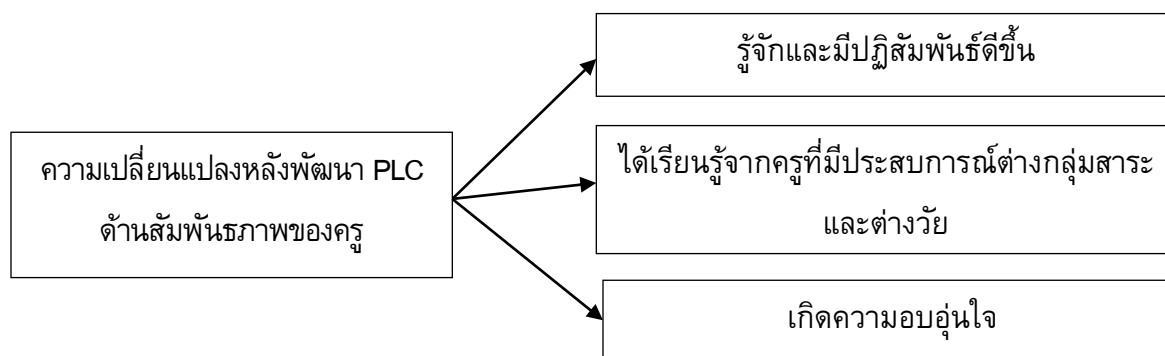 รู้จักและมีปฏิสัมพันธ์ดีขึ้น
ความเปลี่ยนแปลงหลังพัฒนา PLC
ด้านสัมพันธภาพของครู
ได้เรียนรู้จากครูที่มีประสบการณ์ต่างกลุ่มสาระ
และต่างวัย
เกิดความอบอุ่นใจ